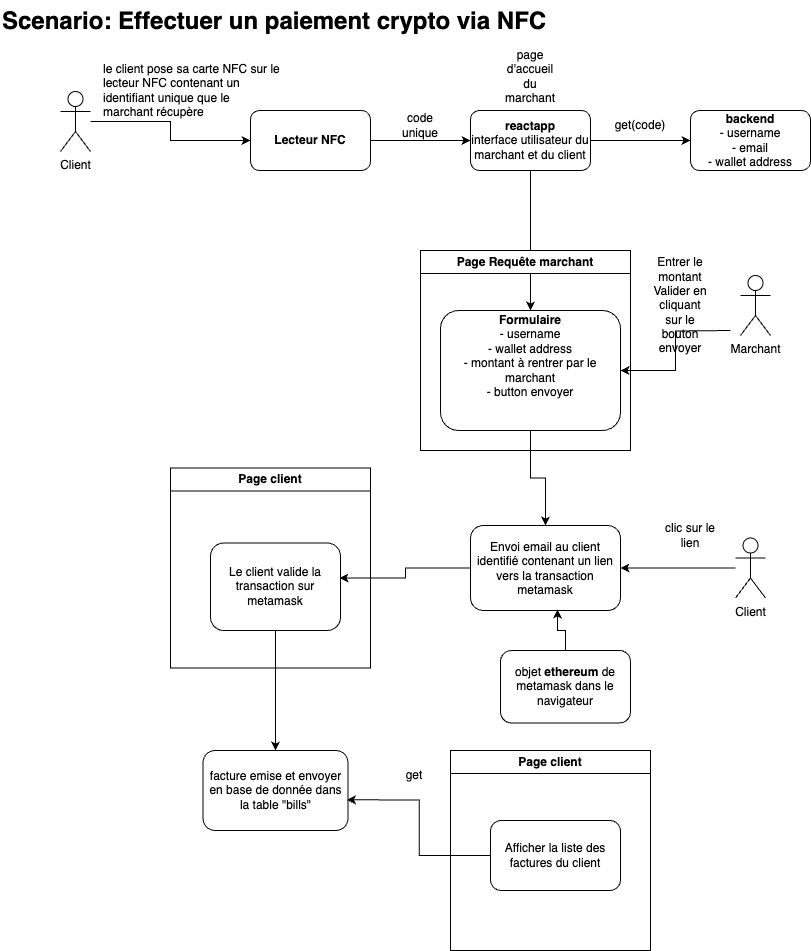 Scenario: Effectuer un paiement crypto via NFC
le client pose sa carte NFC sur le
lecteur NFC contenant un
identifiant unique que le
marchant récupère
Client
Lecteur NFC
code
unique
page
d'accueil
du
marchant
reactapp
interface utilisateur du
marchant et du client
get(code)
backend
- username
- email
- wallet address
Page Requête marchant
Formulaire
- username
- wallet address
- montant à rentrer par le
marchant
- button envoyer
Entrer le
montant
Valider en
cliquant
sur le
bouton
envoyer
Marchant
Page client
Le client valide la
transaction sur
metamask
Envoi email au client
identifié contenant un lien
vers la transaction
metamask
clic sur le
lien
Client
objet ethereum de
metamask dans le
navigateur
facture emise et envoyer
en base de donnée dans
la table "bills"
get
Page client
Afficher la liste des
factures du client